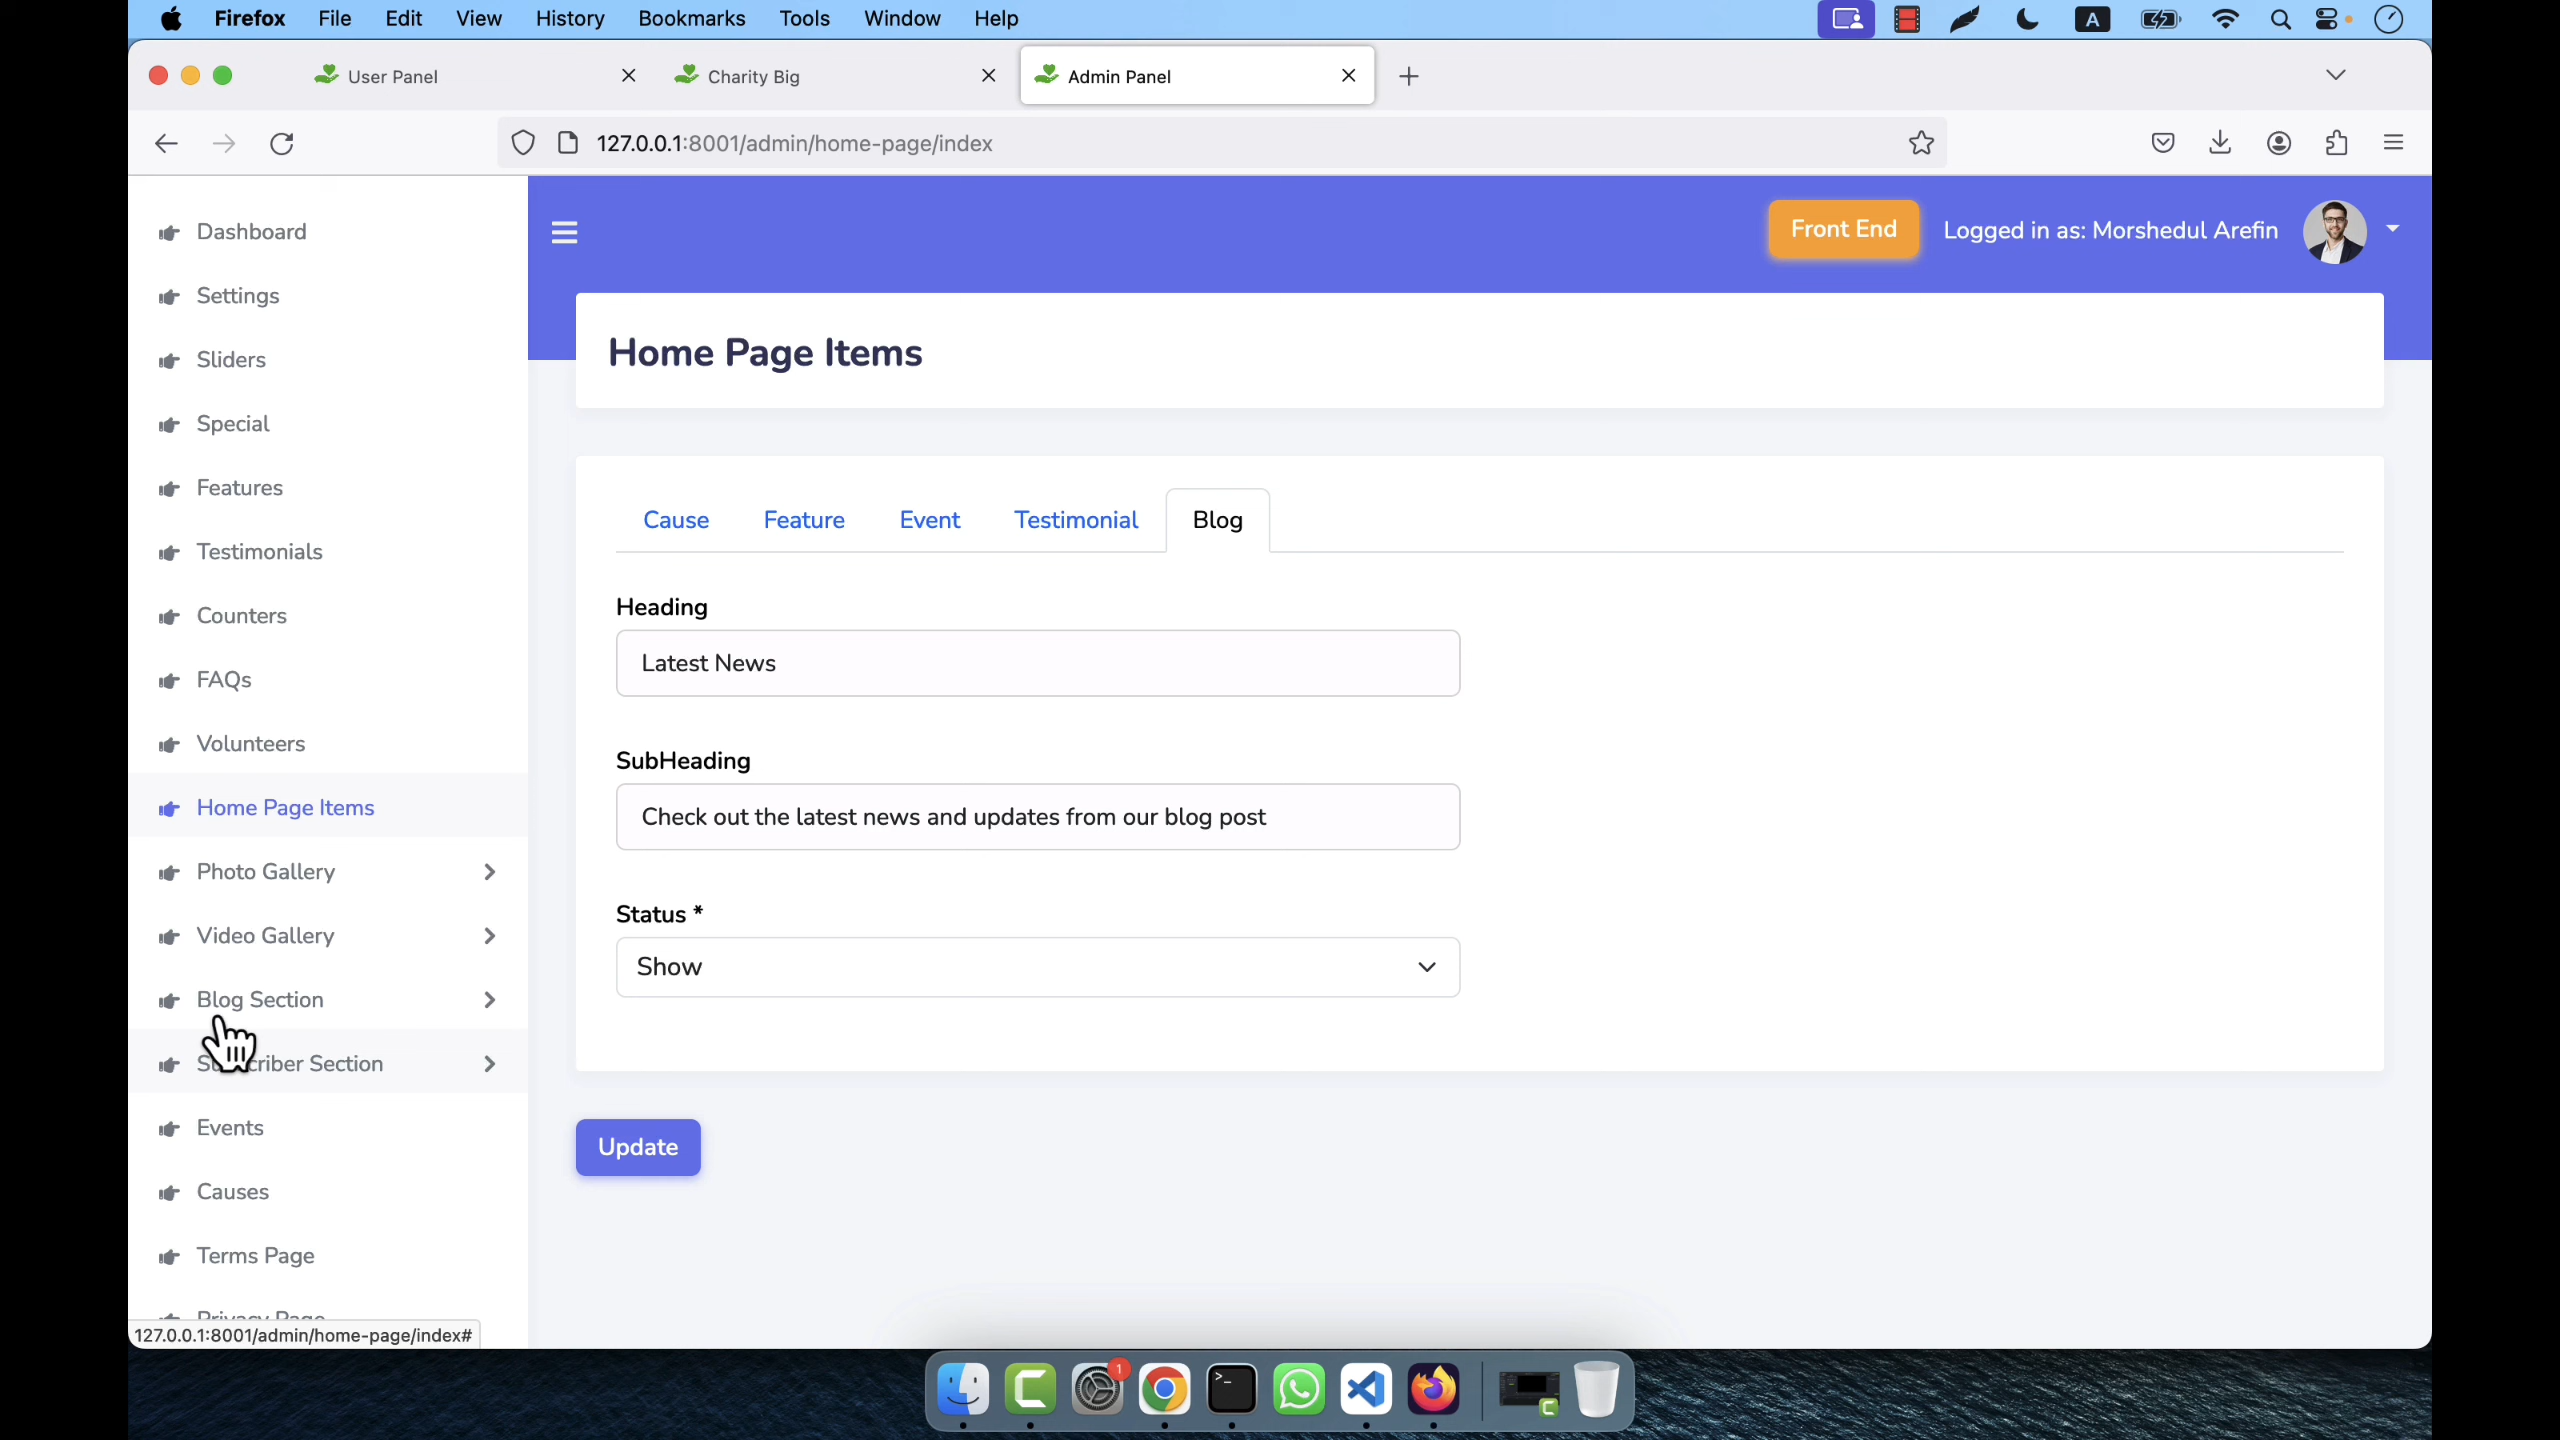 Firefox File Edit View History Bookmarks Tools Window Help
A
User Panel
Charity Big
Admin Panel
127.0.0.1:8001/admin/home-page/index
Dashboard
Settings
Sliders
Special
Features
Testimonials
Counters
FAQs
Volunteers
Home Page Items
Photo Gallery
Video Gallery
Blog Section
Subscriber Section
Events
Causes
Terms Page
Privacy Page
127.0.0.1:8001/admin/home-page/index#
Front End
Logged in as: Morshedul Arefin
Home Page Items
Cause Feature Event Testimonial Blog
Heading
Latest News
SubHeading
Check out the latest news and updates from our blog post
Status *
Show
Update
1